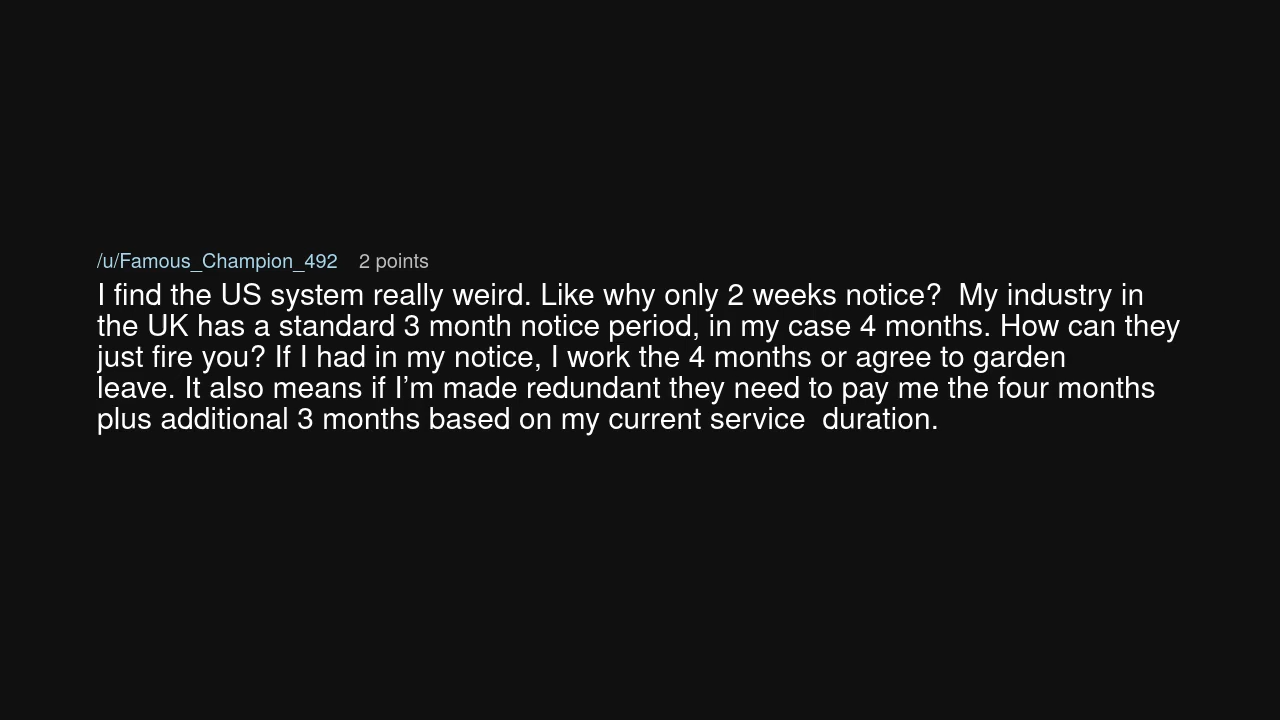 /u/Famous_Champion_492 2 points
I find the US system really weird. Like why only 2 weeks notice?  My industry in
the UK has a standard 3 month notice period, in my case 4 months. How can they
just fire you? If I had in my notice, I work the 4 months or agree to garden
leave. It also means if I’m made redundant they need to pay me the four months
plus additional 3 months based on my current service  duration.